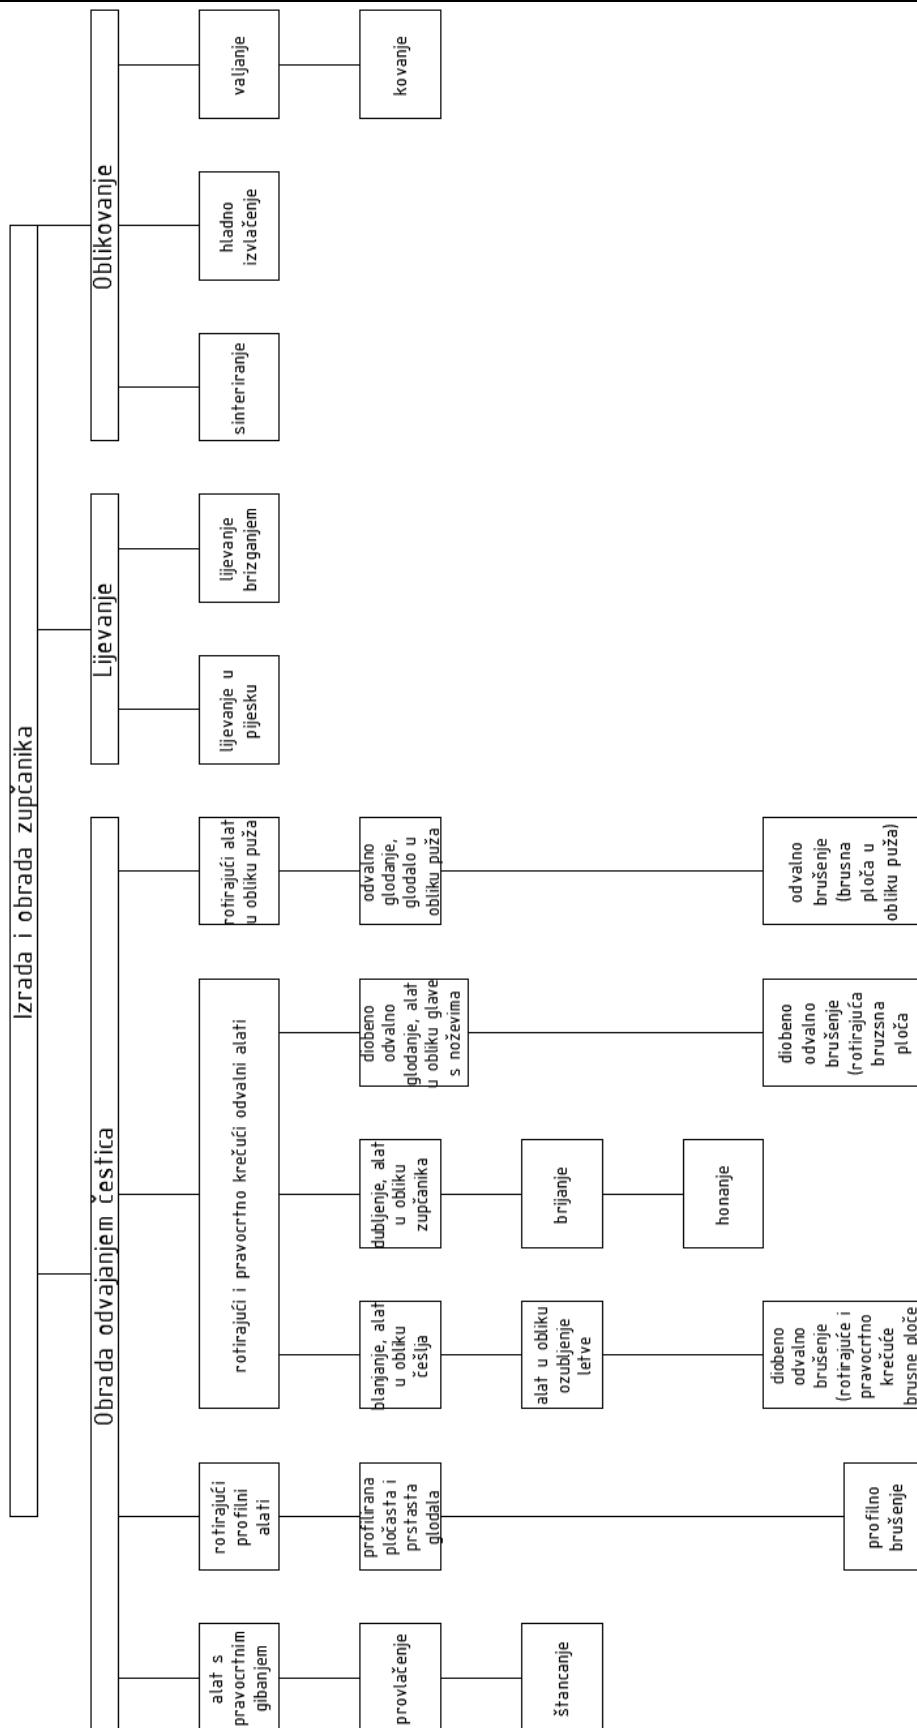 Izrada i obrada zupčanika
Obrada odvajanjem čestica
Lijevanje
Oblikovanje
alat s
pravocrtnim
gibanjem
rotirajući
profilni
alati
rotirajući i pravocrtno krečući odvalni alati
rotirajući alat
u obliku puža
lijevanje u
pijesku
lijevanje
brizganjem
sinteriranje
hladno
izvlačenje
valjanje
provlačenje
profilirana
pločasta i
prstasta
glodala
blanjanje, alat
u obliku
češlja
dubljenje, alat
u obliku
zupčanika
diobeno
odvalno
glodanje, alat
u obliku glave
s noževima
odvalno
glodanje,
glodalo u
obliku puža
kovanje
štancanje
alat u obliku
ozubljenje
letve
brijanje
honanje
profilno
brušenje
diobeno
odvalno
brušenje
(rotirajuće i
pravocrtno
krečuće
brusne ploče
diobeno
odvalno
brušenje
(rotirajuća
bruzsna
ploča
odvalno
brušenje
(brusna
ploča u
obliku puža)